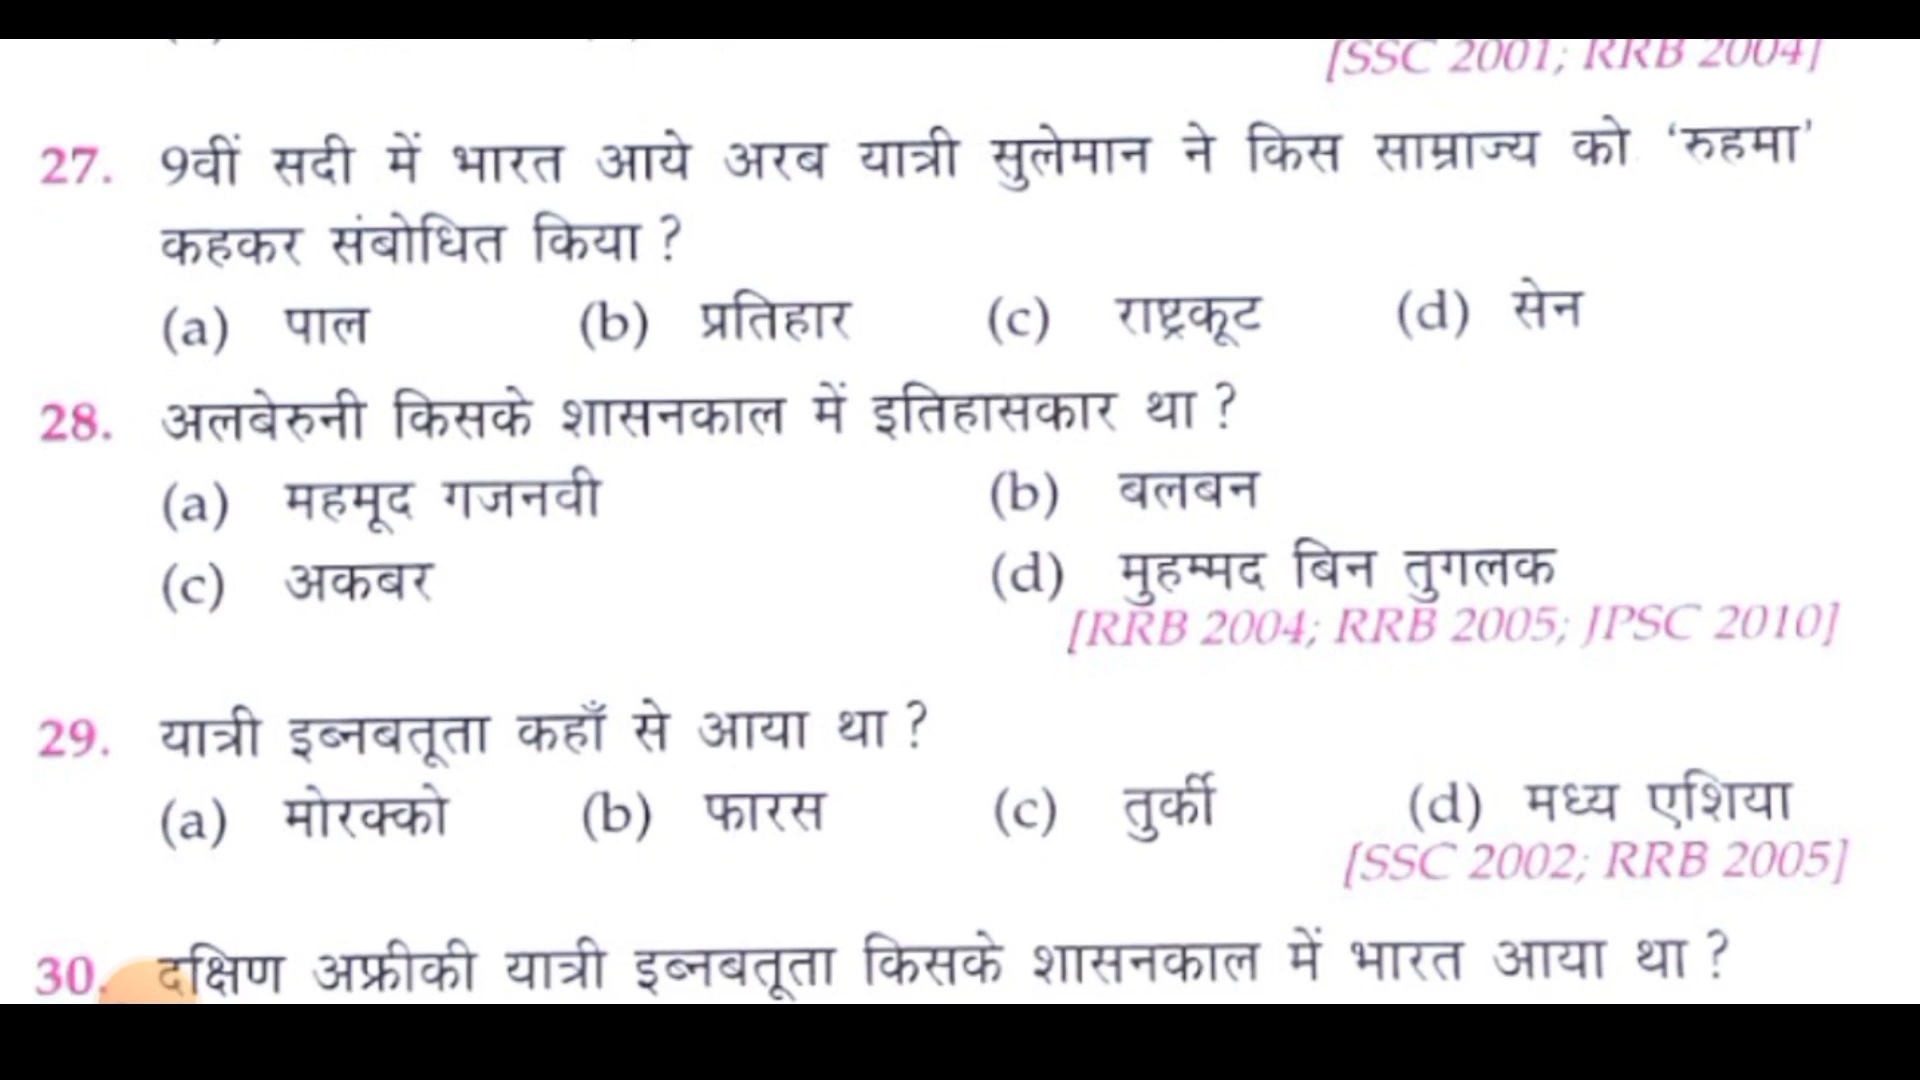 [SSC 2001; RRB 2004]
27. 9वीं सदी में भारत आये अरब यात्री सुलेमान ने किस साम्राज्य को ‘रुहमा’
कहकर संबोधित किया ?
(a) पाल (b) प्रतिहार (c) राष्ट्रकूट (d) सेन
28. अलबेरुनी किसके शासनकाल में इतिहासकार था ?
(a) महमूद गजनवी (b) बलबन
(c) अकबर (d) मुहम्मद बिन तुगलक
[RRB 2004; RRB 2005; JPSC 2010]
29. यात्री इब्नबतूता कहाँ से आया था ?
(a) मोरक्को (b) फारस (c) तुर्की (d) मध्य एशिया
[SSC 2002; RRB 2005]
30. दक्षिण अफ्रीकी यात्री इब्नबतूता किसके शासनकाल में भारत आया था ?